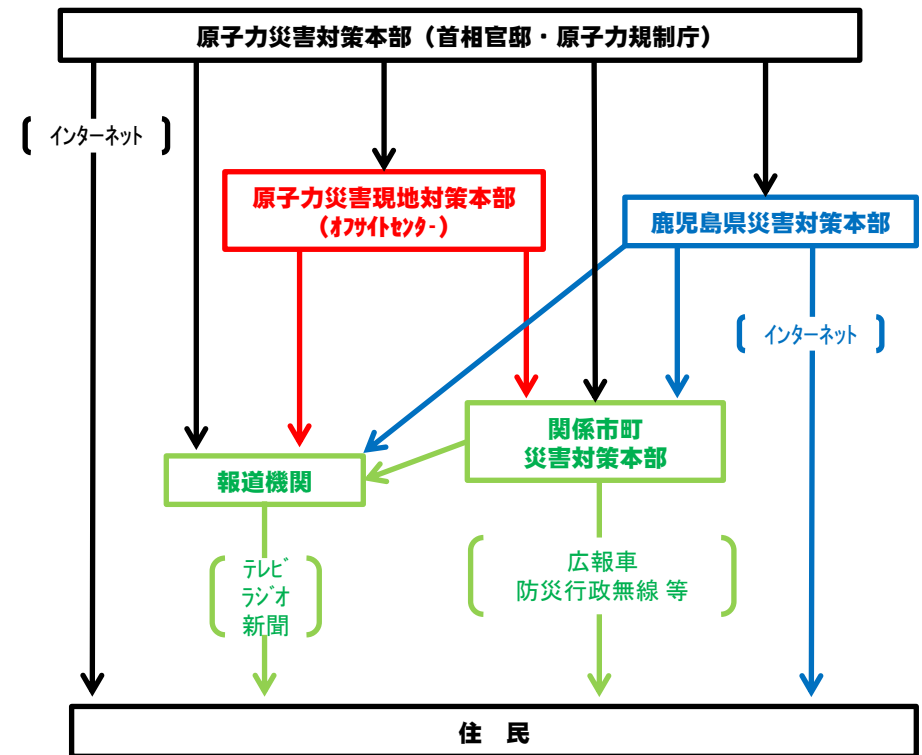 原子力災害対策本部（首相官邸・原子力規制庁）
インターネット
原子力災害現地対策本部
（ｵﾌｻｲﾄｾﾝﾀ-）
鹿児島県災害対策本部
インターネット
関係市町
災害対策本部
報道機関
テレビ
ラジオ
新聞
広報車
防災行政無線 等
住　民